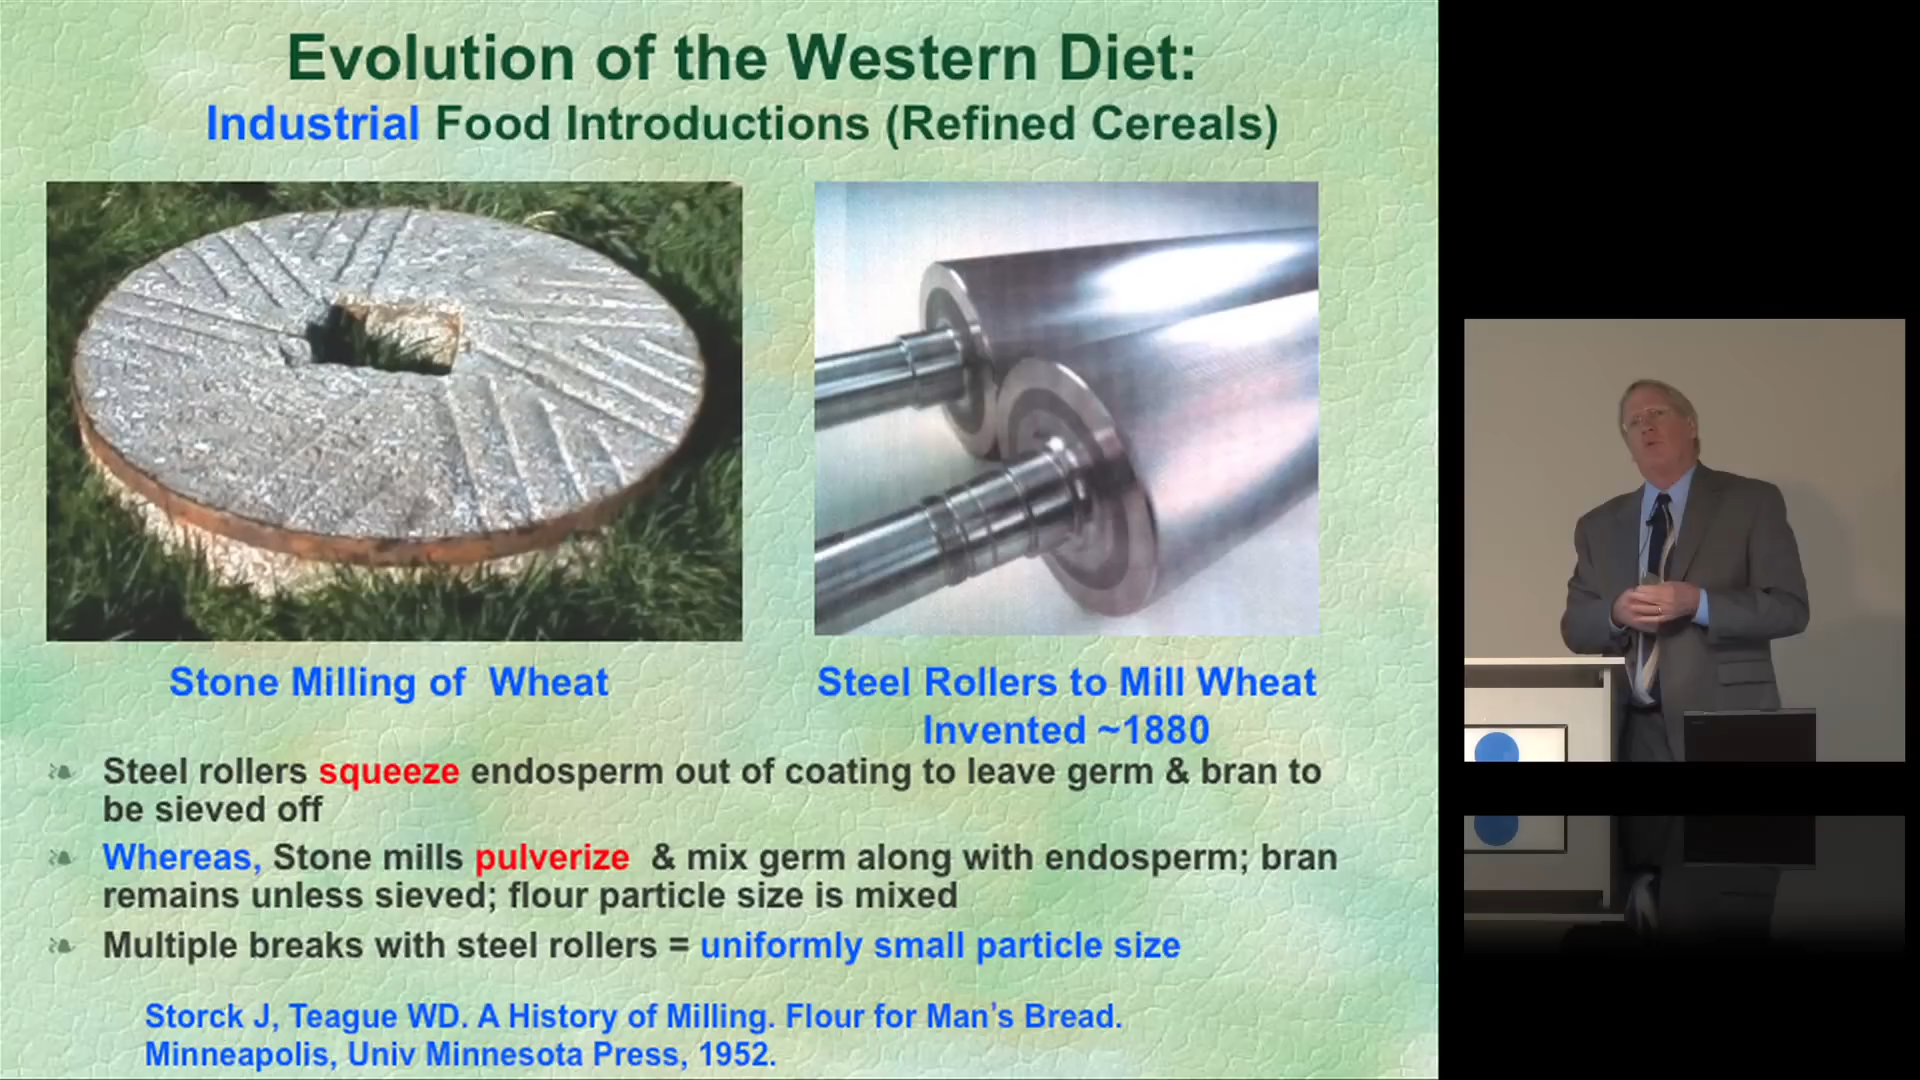 Evolution of the Western Diet:
Industrial Food Introductions (Refined Cereals)
Stone Milling of Wheat
Steel Rollers to Mill Wheat
Invented ~1880
Steel rollers squeeze endosperm out of coating to leave germ & bran to
be sieved off
Whereas, Stone mills pulverize & mix germ along with endosperm; bran
remains unless sieved; flour particle size is mixed
Multiple breaks with steel rollers = uniformly small particle size
Storck J, Teague WD. A History of Milling. Flour for Man’s Bread.
Minneapolis, Univ Minnesota Press, 1952.